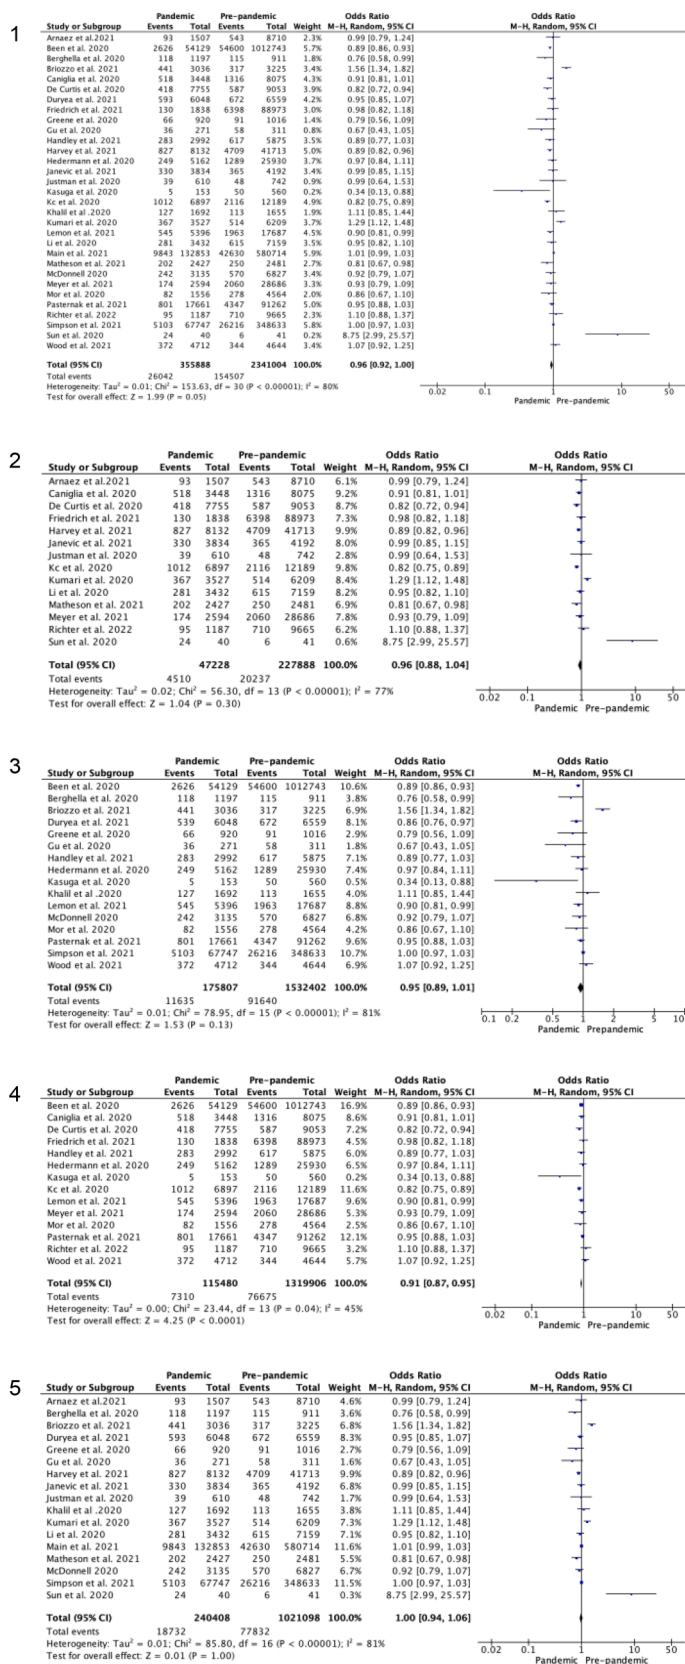 1
Pandemic Pre-pandemic Odds Ratio Odds Ratio
Study or Subgroup Events Total Events Total Weight M-H, Random, 95% CI M-H, Random, 95% CI
Arnaez et al.2021 93 1507 543 8710 2.3% 0.99 [0.79, 1.24]
Been et al. 2020 2626 54129 54600 1012743 5.7% 0.89 [0.86, 0.93]
Berghella et al. 2020 118 1197 115 911 1.9% 0.76 [0.58, 0.99]
Briozzo et al. 2021 441 3036 317 3225 3.4% 1.56 [1.34, 1.82]
Caniglia et al. 2020 518 3448 1316 8075 4.2% 0.91 [0.81, 1.01]
De Curtis et al. 2020 418 7755 587 9053 3.8% 0.82 [0.72, 0.94]
Duryea et al. 2021 593 6048 672 6559 4.1% 0.95 [0.85, 1.07]
Friedrich et al. 2021 130 1838 6398 88973 3.0% 0.98 [0.82, 1.18]
Greene et al. 2020 66 920 91 1016 1.4% 0.79 [0.56, 1.09]
Gu et al. 2020 36 271 58 311 0.8% 0.67 [0.43, 1.05]
Handley et al. 2021 283 2992 617 5875 3.5% 0.89 [0.77, 1.03]
Harvey et al. 2021 827 8132 4709 41713 5.0% 0.89 [0.82, 0.96]
Hedermann et al. 2020 249 5162 1289 25930 3.6% 0.97 [0.84, 1.11]
Janevic et al. 2021 330 3834 365 4192 3.4% 0.99 [0.85, 1.15]
Justman et al. 2020 39 610 48 742 0.9% 0.99 [0.64, 1.53]
Kasuga et al. 2020 5 153 50 560 0.2% 0.34 [0.13, 0.88]
Kc et al. 2020 1012 6897 2116 12189 4.9% 0.82 [0.75, 0.89]
Khalil et al .2020 127 1692 113 1655 2.0% 1.11 [0.85, 1.44]
Kumari et al. 2020 367 3527 514 6209 3.6% 1.29 [1.12, 1.48]
Lemon et al. 2021 545 5396 1963 17687 4.5% 0.90 [0.81, 0.99]
Li et al. 2020 281 3432 615 7159 3.5% 0.95 [0.82, 1.10]
Main et al. 2021 9843 132853 42630 580714 5.8% 1.01 [0.99, 1.03]
Matheson et al. 2021 202 2427 250 2481 2.7% 0.81 [0.67, 0.98]
McDonnell 2020 242 3135 570 6827 3.3% 0.92 [0.79, 1.07]
Meyer et al. 2021 174 2594 2060 28686 3.3% 0.93 [0.79, 1.09]
Mor et al. 2020 82 1556 278 4564 2.1% 0.86 [0.67, 1.10]
Pasternak et al. 2021 801 17661 4347 91262 5.0% 0.95 [0.88, 1.03]
Richter et al. 2022 95 1187 710 9665 2.4% 1.10 [0.88, 1.37]
Simpson et al. 2021 5103 67747 26216 348633 5.8% 1.00 [0.97, 1.03]
Sun et al. 2020 24 40 6 41 0.2% 8.75 [2.99, 25.57]
Wood et al. 2021 372 4712 344 4644 3.4% 1.07 [0.92, 1.25]
Total (95% CI) 355888 2341004 100.0% 0.96 [0.92, 1.00]
Total events 26042 154507
Heterogeneity: Tau² = 0.01; Chi² = 153.63, df = 30 (P < 0.00001); I² = 80%
Test for overall effect: Z = 1.99 (P = 0.05)
0.02 0.1 1 10 50
Pandemic Pre-pandemic
2
Pandemic Pre-pandemic Odds Ratio Odds Ratio
Study or Subgroup Events Total Events Total Weight M-H, Random, 95% CI M-H, Random, 95% CI
Arnaez et al.2021 93 1507 543 8710 6.1% 0.99 [0.79, 1.24]
Caniglia et al. 2020 518 3448 1316 8075 9.2% 0.91 [0.81, 1.01]
De Curtis et al. 2020 418 7755 587 9053 8.7% 0.82 [0.72, 0.94]
Friedrich et al. 2021 130 1838 6398 88973 7.3% 0.98 [0.82, 1.18]
Harvey et al. 2021 827 8132 4709 41713 10.2% 0.89 [0.82, 0.96]
Janevic et al. 2021 330 3834 365 4192 8.2% 0.99 [0.85, 1.15]
Justman et al. 2020 39 610 48 742 2.8% 0.99 [0.64, 1.53]
Kc et al. 2020 1012 6897 2116 12189 10.1% 0.82 [0.75, 0.89]
Kumari et al. 2020 367 3527 514 6209 8.4% 1.29 [1.12, 1.48]
Li et al. 2020 281 3432 615 7159 8.3% 0.95 [0.82, 1.10]
Matheson et al. 2021 202 2427 250 2481 7.0% 0.81 [0.67, 0.98]
Meyer et al. 2021 174 2594 2060 28686 7.8% 0.93 [0.79, 1.09]
Richter et al. 2022 95 1187 710 9665 6.2% 1.10 [0.88, 1.37]
Sun et al. 2020 24 40 6 41 0.6% 8.75 [2.99, 25.57]
Total (95% CI) 47228 227888 100.0% 0.96 [0.88, 1.04]
Total events 4510 20237
Heterogeneity: Tau² = 0.02; Chi² = 56.30, df = 13 (P < 0.00001); I² = 77%
Test for overall effect: Z = 1.04 (P = 0.30)
0.02 0.1 1 10 50
Pandemic Pre-pandemic
3
Pandemic Pre-pandemic Odds Ratio Odds Ratio
Study or Subgroup Events Total Events Total Weight M-H, Random, 95% CI M-H, Random, 95% CI
Been et al. 2020 2626 54129 54600 1012743 10.6% 0.89 [0.86, 0.93]
Berghella et al. 2020 118 1197 115 911 3.9% 0.76 [0.58, 0.99]
Briozzo et al. 2021 441 3036 317 3225 6.9% 1.56 [1.34, 1.82]
Duryea et al. 2021 539 6048 672 6559 8.1% 0.86 [0.76, 0.97]
Greene et al. 2020 66 920 91 1016 2.8% 0.79 [0.56, 1.09]
Gu et al. 2020 36 271 58 311 1.8% 0.67 [0.43, 1.05]
Handley et al. 2021 283 2992 617 5875 7.1% 0.89 [0.77, 1.03]
Hedermann et al. 2020 249 5162 1289 25930 7.4% 0.97 [0.84, 1.11]
Kasuga et al. 2020 5 153 50 560 0.4% 0.34 [0.13, 0.88]
Khalil et al .2020 127 1692 113 1655 4.0% 1.11 [0.85, 1.44]
Lemon et al. 2021 545 5396 1963 17687 8.8% 0.90 [0.81, 0.99]
McDonnell 2020 242 3135 570 6827 6.8% 0.92 [0.79, 1.07]
Mor et al. 2020 82 1556 278 4564 4.3% 0.86 [0.67, 1.10]
Pasternak et al. 2021 801 17661 4347 91262 9.6% 0.95 [0.88, 1.03]
Simpson et al. 2021 5103 67747 26216 348633 10.7% 1.00 [0.97, 1.03]
Wood et al. 2021 372 4712 344 4644 6.9% 1.07 [0.92, 1.25]
Total (95% CI) 175807 1532402 100.0% 0.95 [0.89, 1.01]
Total events 11635 91640
Heterogeneity: Tau² = 0.01; Chi² = 78.95, df = 15 (P < 0.00001); I² = 81%
Test for overall effect: Z = 1.53 (P = 0.13)
0.1 0.2 0.5 1 2 5 10
Pandemic Prepandemic
4
Pandemic Pre-pandemic Odds Ratio Odds Ratio
Study or Subgroup Events Total Events Total Weight M-H, Random, 95% CI M-H, Random, 95% CI
Been et al. 2020 2626 54129 54600 1012743 16.9% 0.89 [0.86, 0.93]
Caniglia et al. 2020 518 3448 1316 8075 8.6% 0.91 [0.81, 1.01]
De Curtis et al. 2020 418 7755 587 9053 7.0% 0.82 [0.72, 0.94]
Friedrich et al. 2021 130 1838 6398 88973 4.5% 0.98 [0.82, 1.18]
Handley et al. 2021 283 2992 617 5875 6.0% 0.89 [0.77, 1.03]
Hedermann et al. 2020 249 5162 1289 25930 6.5% 0.97 [0.84, 1.11]
Kasuga et al. 2020 5 153 50 560 0.2% 0.34 [0.13, 0.88]
Kc et al. 2020 1012 6897 2116 12189 11.6% 0.82 [0.75, 0.89]
Lemon et al. 2021 545 5396 1963 17687 9.7% 0.90 [0.81, 0.99]
Meyer et al. 2021 174 2594 2060 28686 5.3% 0.93 [0.79, 1.09]
Mor et al. 2020 82 1556 278 4564 2.7% 0.86 [0.67, 1.10]
Pasternak et al. 2021 801 17661 4347 91262 12.1% 0.95 [0.88, 1.03]
Richter et al. 2022 95 1187 710 9665 3.3% 1.10 [0.88, 1.37]
Wood et al. 2021 372 4712 344 4644 5.7% 1.07 [0.92, 1.25]
Total (95% CI) 115480 1319906 100.0% 0.91 [0.87, 0.95]
Total events 7310 76675
Heterogeneity: Tau² = 0.00; Chi² = 23.44, df = 13 (P = 0.04); I² = 45%
Test for overall effect: Z = 4.25 (P < 0.0001)
0.02 0.1 1 10 50
Pandemic Pre-pandemic
5
Pandemic Pre-pandemic Odds Ratio Odds Ratio
Study or Subgroup Events Total Events Total Weight M-H, Random, 95% CI M-H, Random, 95% CI
Arnaez et al.2021 93 1507 543 8710 4.6% 0.99 [0.79, 1.24]
Berghella et al. 2020 118 1197 115 911 3.6% 0.76 [0.58, 0.99]
Briozzo et al. 2021 441 3036 317 3225 6.9% 1.56 [1.34, 1.82]
Duryea et al. 2021 593 6048 672 6559 8.2% 0.95 [0.85, 1.07]
Greene et al. 2020 66 920 91 1016 2.7% 0.79 [0.56, 1.09]
Gu et al. 2020 36 271 58 311 1.6% 0.67 [0.43, 1.05]
Harvey et al. 2021 827 8132 4709 41713 9.9% 0.89 [0.82, 0.96]
Janevic et al. 2021 330 3834 365 4192 6.9% 0.99 [0.85, 1.15]
Justman et al. 2020 39 610 48 742 1.7% 0.99 [0.64, 1.53]
Khalil et al .2020 127 1692 113 1655 3.8% 1.11 [0.85, 1.44]
Kumari et al. 2020 367 3527 514 6209 7.3% 1.29 [1.12, 1.48]
Li et al. 2020 281 3432 615 7159 7.0% 0.95 [0.82, 1.10]
Main et al. 2021 9843 132853 42630 580714 11.6% 1.01 [0.99, 1.03]
Matheson et al. 2021 202 2427 250 2481 5.5% 0.81 [0.67, 0.98]
McDonnell 2020 242 3135 570 6827 6.7% 0.92 [0.79, 1.07]
Simpson et al. 2021 5103 67747 26216 348633 11.5% 1.00 [0.97, 1.03]
Sun et al. 2020 24 40 6 41 0.3% 8.75 [2.99, 25.57]
Total (95% CI) 240408 1021098 100.0% 1.00 [0.94, 1.06]
Total events 18732 77832
Heterogeneity: Tau² = 0.01; Chi² = 85.80, df = 16 (P < 0.00001); I² = 81%
Test for overall effect: Z = 0.01 (P = 1.00)
0.02 0.1 1 10 50
Pandemic Pre-pandemic